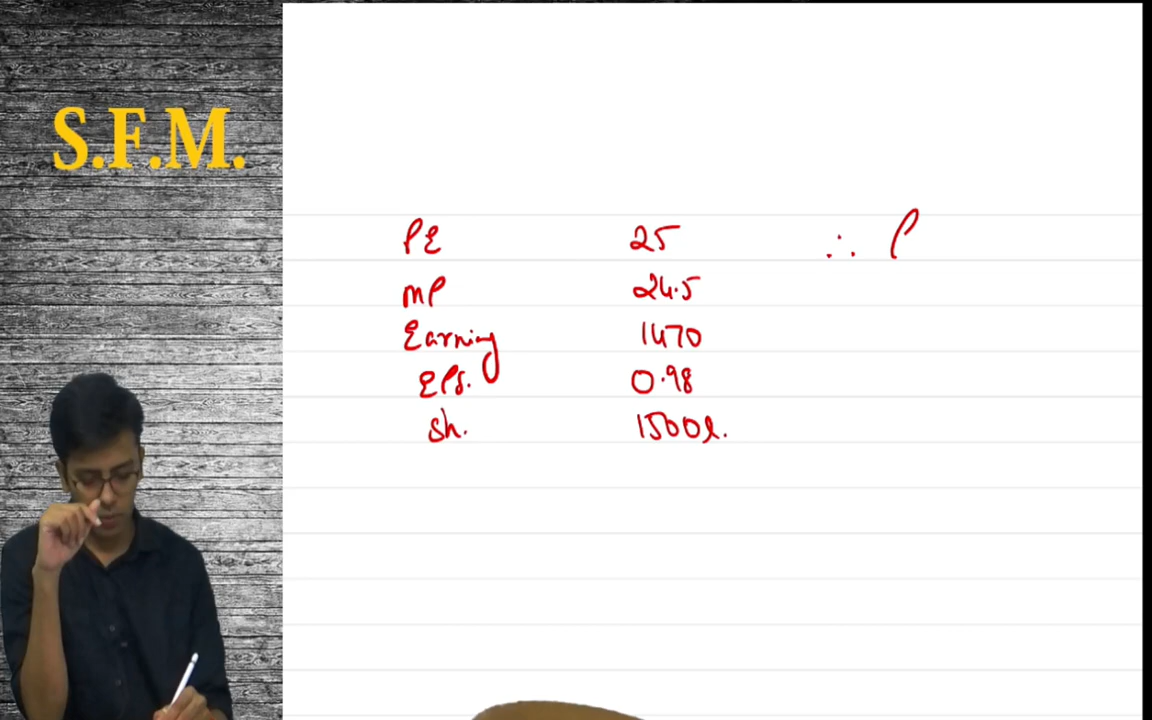 S.F.M.
PE 25 ∴ P
MP 24.5
Earning 1470
EPS. 0.98
Sh. 1500l.